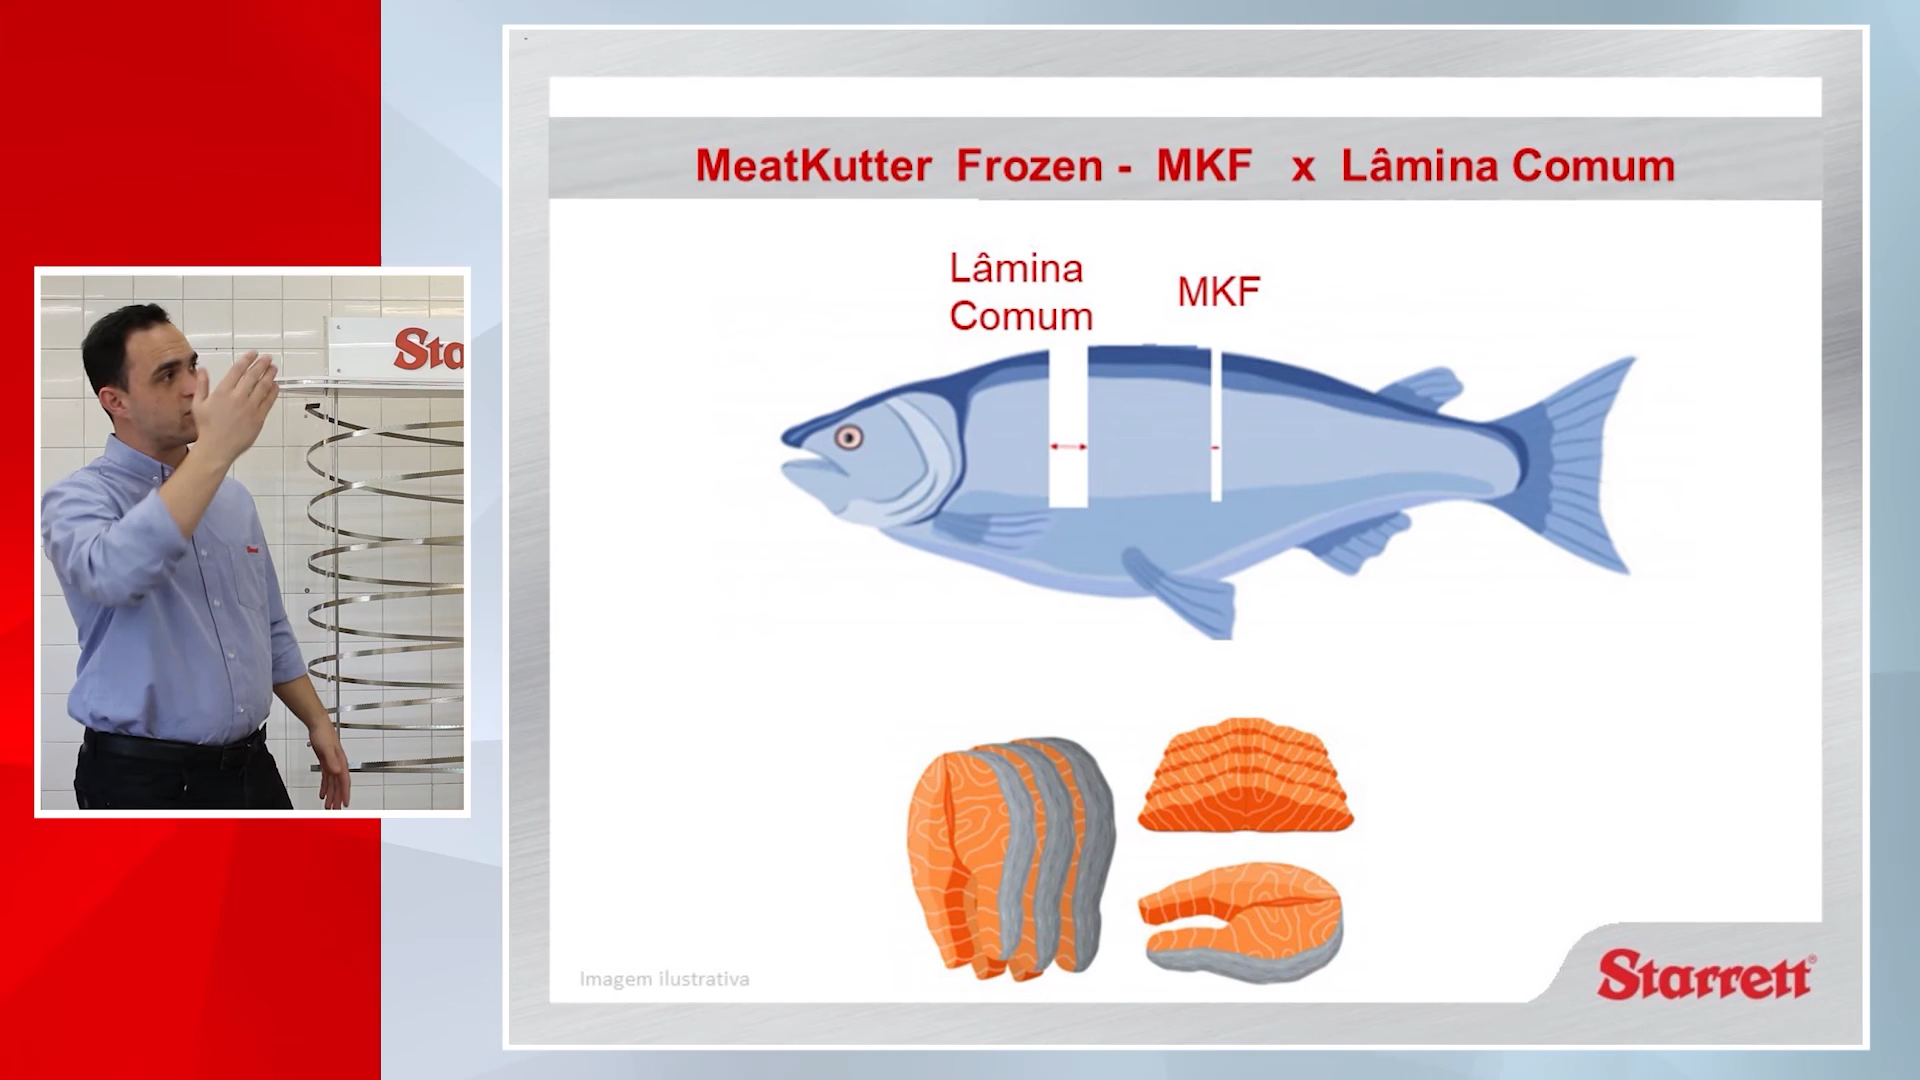 MeatKutter Frozen - MKF x Lâmina Comum
Lâmina
Comum
MKF
Imagem ilustrativa
Starrett